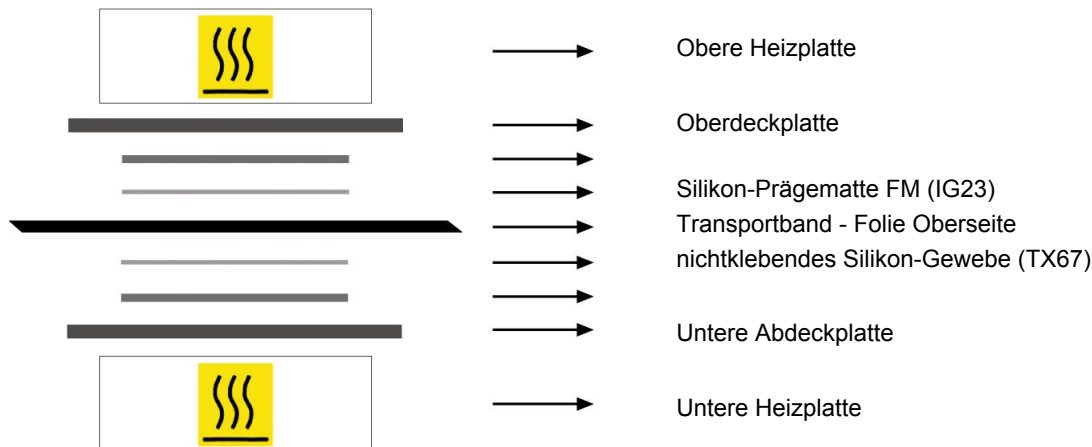 Obere Heizplatte
Oberdeckplatte
Silikon-Prägematte FM (IG23)
Transportband - Folie Oberseite
nichtklebendes Silikon-Gewebe (TX67)
Untere Abdeckplatte
Untere Heizplatte